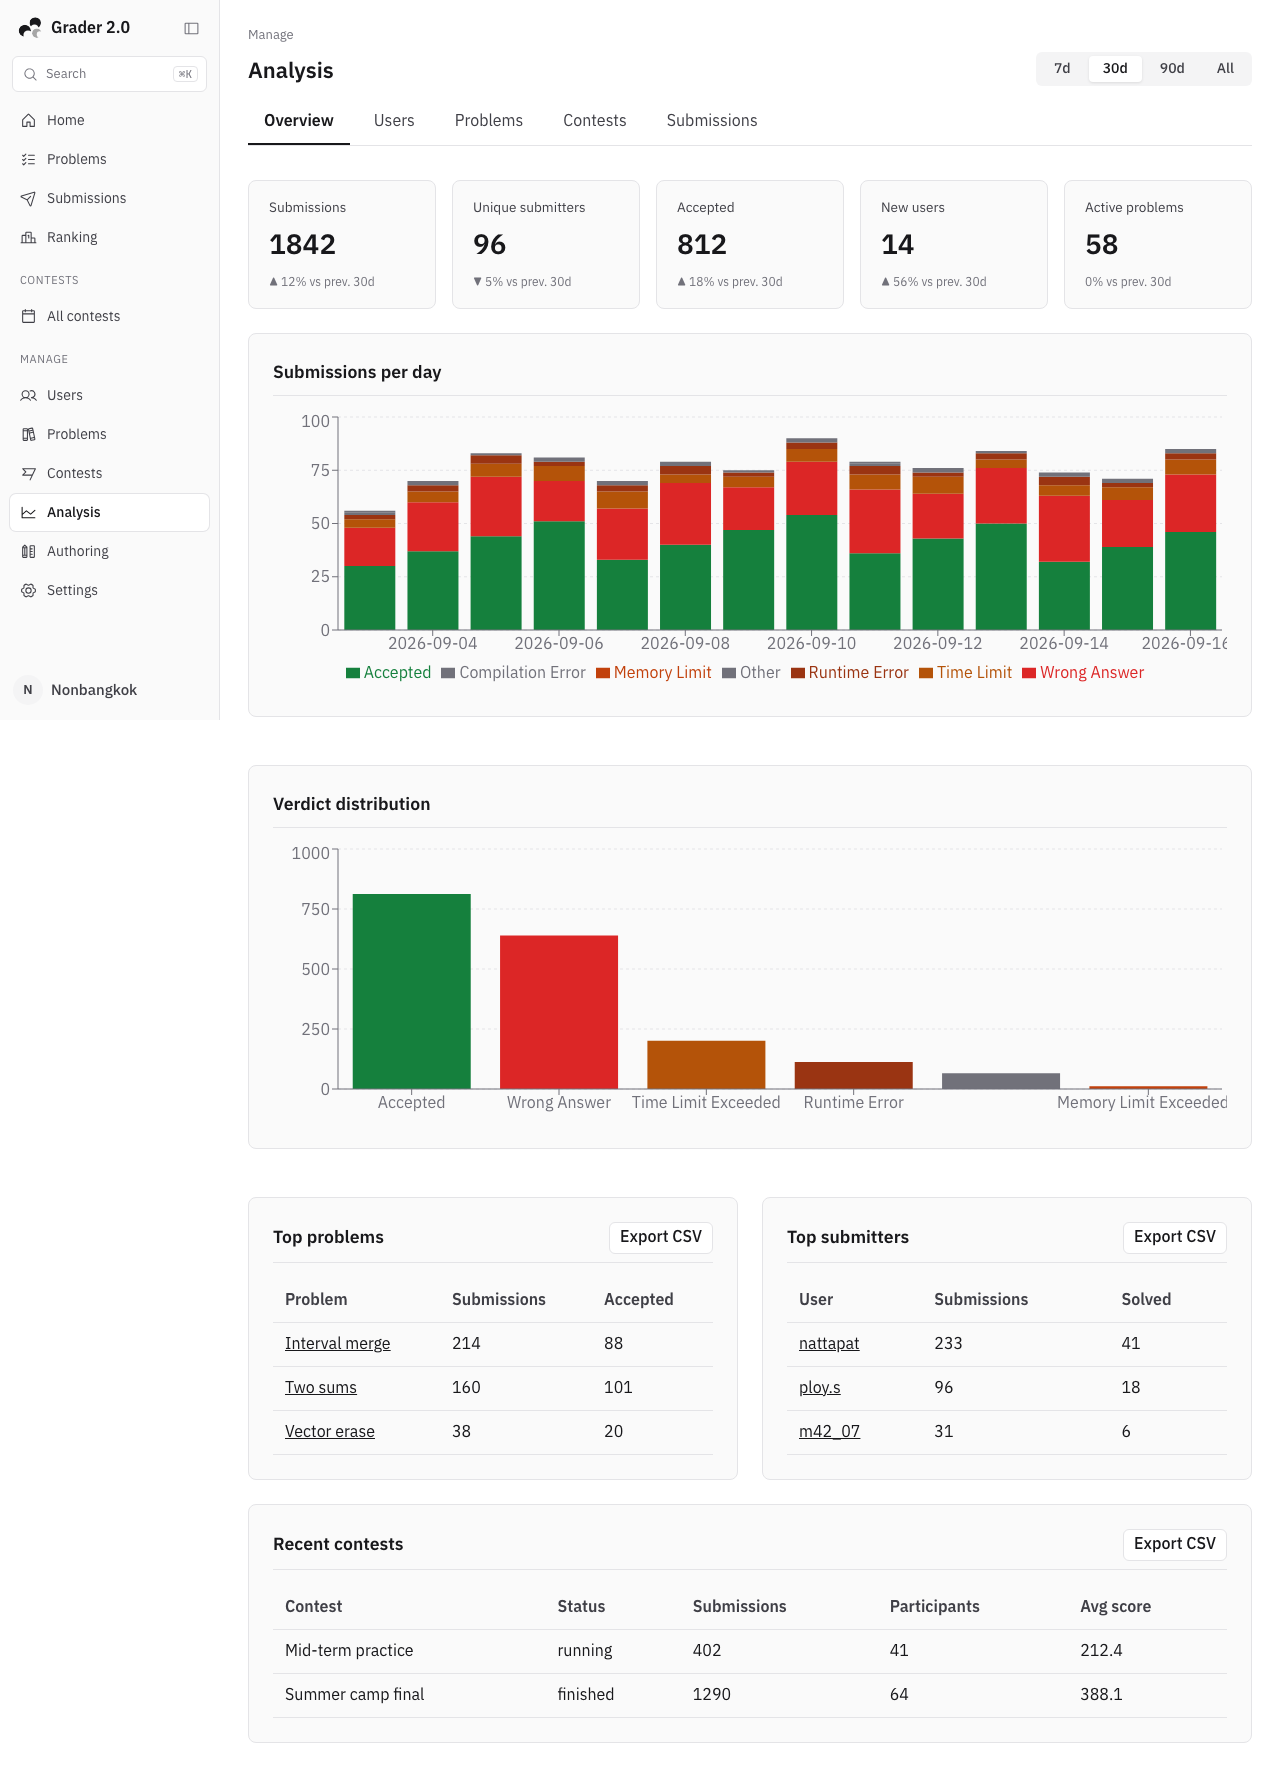 Grader 2.0
Search ⌘K
Home
Problems
Submissions
Ranking
CONTESTS
All contests
MANAGE
Users
Problems
Contests
Analysis
Authoring
Settings
N Nonbangkok
Manage
Analysis
7d 30d 90d All
Overview Users Problems Contests Submissions
Submissions
1842
▲ 12% vs prev. 30d
Unique submitters
96
▼ 5% vs prev. 30d
Accepted
812
▲ 18% vs prev. 30d
New users
14
▲ 56% vs prev. 30d
Active problems
58
0% vs prev. 30d
Submissions per day
100
75
50
25
0
2026-09-04 2026-09-06 2026-09-08 2026-09-10 2026-09-12 2026-09-14 2026-09-16
Accepted Compilation Error Memory Limit Other Runtime Error Time Limit Wrong Answer
Verdict distribution
1000
750
500
250
0
Accepted Wrong Answer Time Limit Exceeded Runtime Error Memory Limit Exceeded
Top problems Export CSV
Problem Submissions Accepted
Interval merge 214 88
Two sums 160 101
Vector erase 38 20
Top submitters Export CSV
User Submissions Solved
nattapat 233 41
ploy.s 96 18
m42_07 31 6
Recent contests Export CSV
Contest Status Submissions Participants Avg score
Mid-term practice running 402 41 212.4
Summer camp final finished 1290 64 388.1